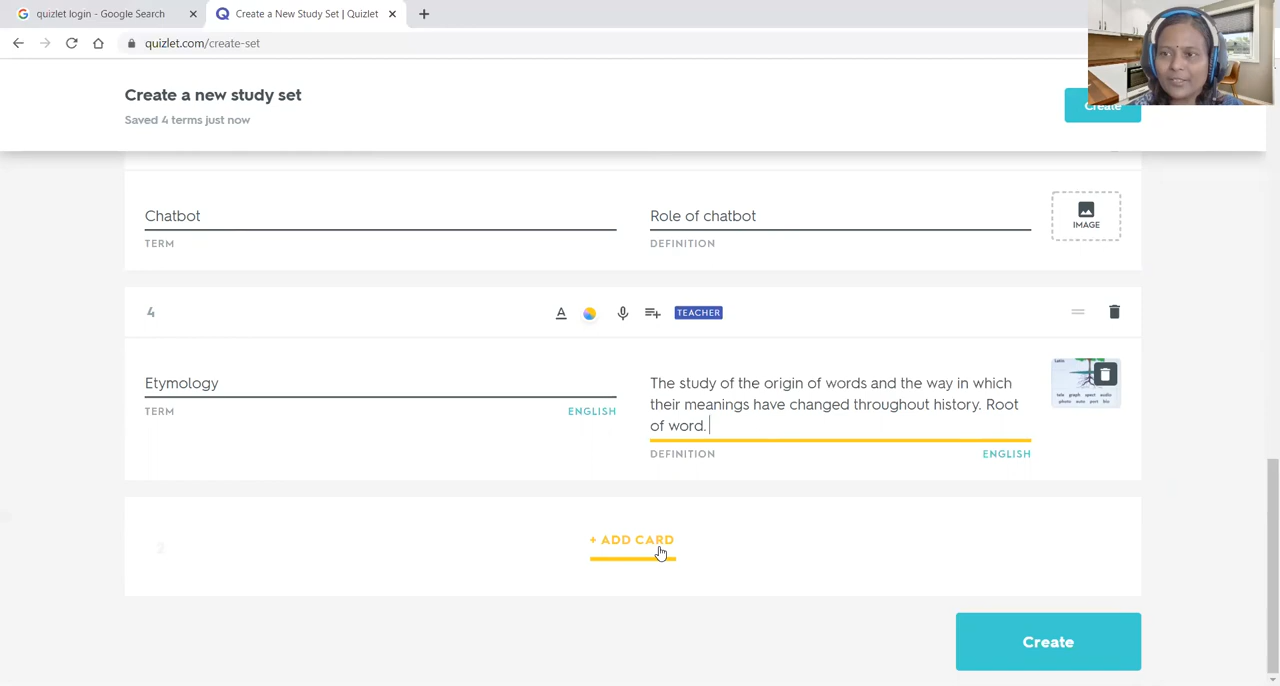 quizlet login - Google Search
Create a New Study Set | Quizlet
quizlet.com/create-set
Create a new study set
Saved 4 terms just now
Create
Chatbot
Role of chatbot
IMAGE
TERM
DEFINITION
4
TEACHER
Etymology
The study of the origin of words and the way in which
their meanings have changed throughout history. Root
of word.
TERM
ENGLISH
DEFINITION
ENGLISH
2
+ ADD CARD
Create